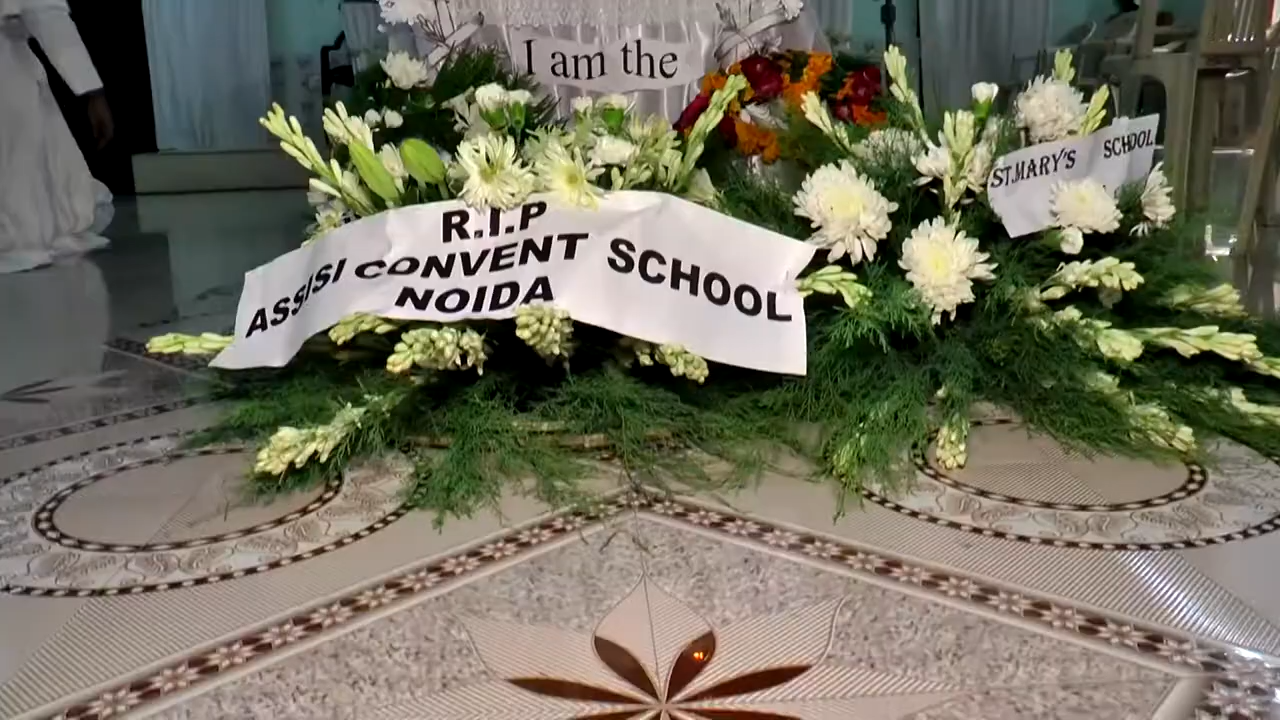 I am the
R.I.P
ASSISI CONVENT SCHOOL
NOIDA
ST.MARY'S SCHOOL